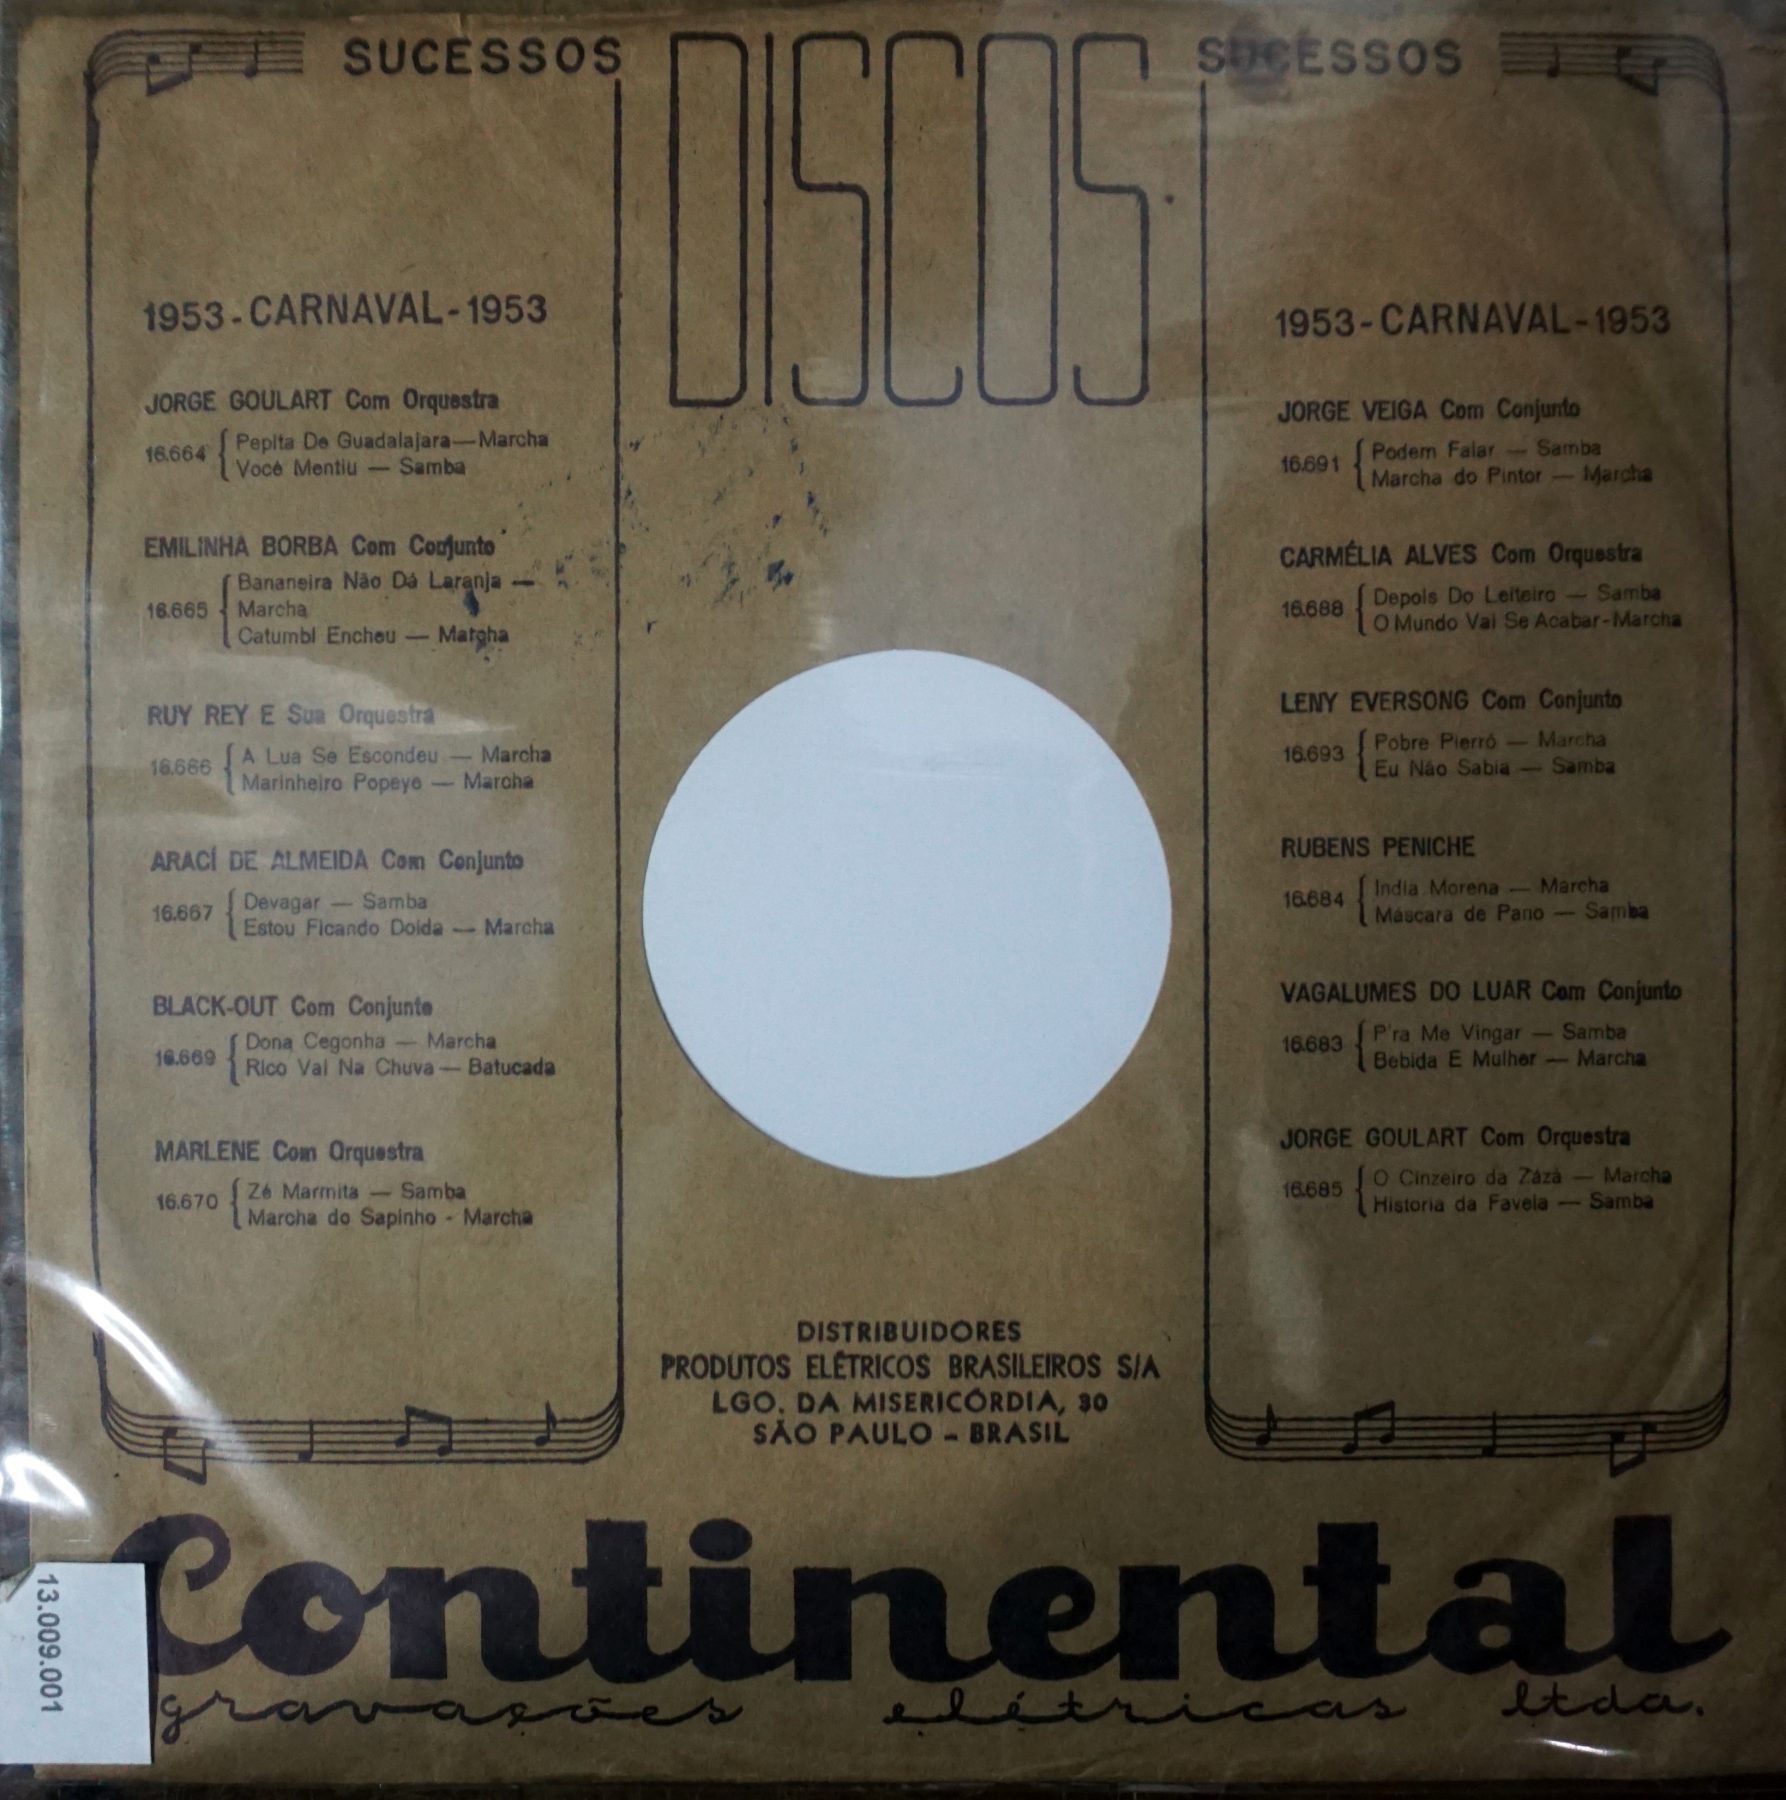 SUCESSOS
DISCOS
SUCESSOS
1953-CARNAVAL-1953
JORGE GOULART Com Orquestra
16.664
Pepita De Guadalajara—Marcha
Você Mentiu — Samba
EMILINHA BORBA Com Conjunto
16.665
Bananeira Não Dá Laranja —
Marcha
Catumbi Encheu — Marcha
RUY REY E Sua Orquestra
16.666
A Lua Se Escondeu — Marcha
Marinheiro Popeye — Marcha
ARACÍ DE ALMEIDA Com Conjunto
16.667
Devagar — Samba
Estou Ficando Doida — Marcha
BLACK-OUT Com Conjunto
16.669
Dona Cegonha — Marcha
Rico Vai Na Chuva — Batucada
MARLENE Com Orquestra
16.670
Zé Marmita — Samba
Marcha do Sapinho - Marcha
1953-CARNAVAL-1953
JORGE VEIGA Com Conjunto
16.691
Podem Falar — Samba
Marcha do Pintor — Marcha
CARMÉLIA ALVES Com Orquestra
16.688
Depois Do Leiteiro — Samba
O Mundo Vai Se Acabar-Marcha
LENY EVERSONG Com Conjunto
16.693
Pobre Pierró — Marcha
Eu Não Sabia — Samba
RUBENS PENICHE
16.684
India Morena — Marcha
Máscara de Pano — Samba
VAGALUMES DO LUAR Com Conjunto
16.683
P'ra Me Vingar — Samba
Bebida E Mulher — Marcha
JORGE GOULART Com Orquestra
16.685
O Cinzeiro da Zázà — Marcha
Historia da Favela — Samba
DISTRIBUIDORES
PRODUTOS ELÉTRICOS BRASILEIROS S/A
LGO. DA MISERICÓRDIA, 30
SÃO PAULO - BRASIL
Continental
gravações elétricas ltda.
13.009.001